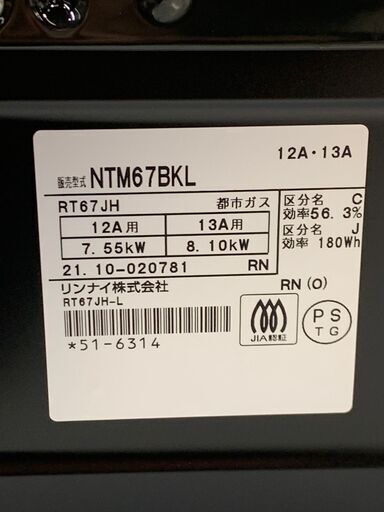 12A・13A
販売型式 NTM67BKL
RT67JH 都市ガス
12A用 13A用
7.55kW 8.10kW
区分名 C
効率56.3%
区分名 J
効率 180Wh
21.10-020781 RN
リンナイ株式会社
RT67JH-L
RN(O)
*51-6314
JIA認証
PS
TG